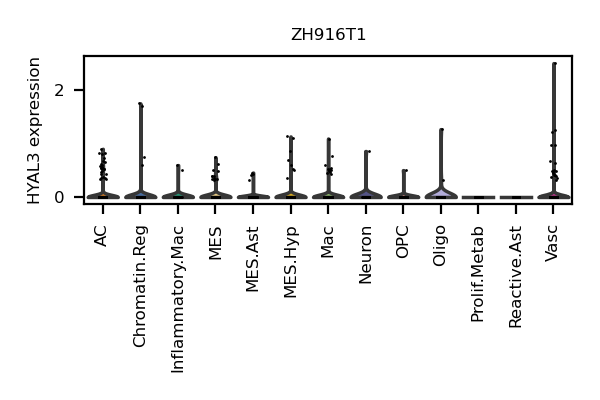 ZH916T1
HYAL3 expression
2
0
AC
Chromatin.Reg
Inflammatory.Mac
MES
MES.Ast
MES.Hyp
Mac
Neuron
OPC
Oligo
Prolif.Metab
Reactive.Ast
Vasc